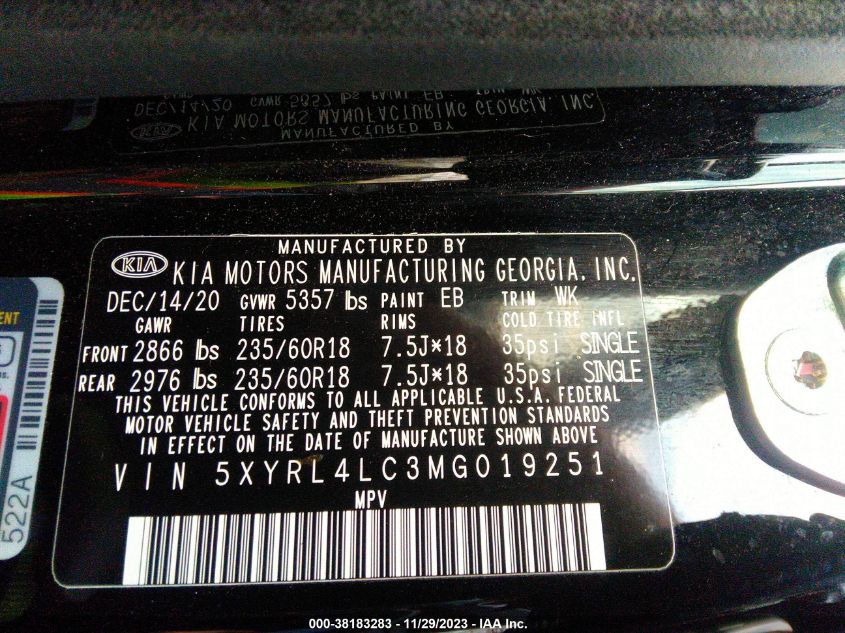 MANUFACTURED BY
KIA KIA MOTORS MANUFACTURING GEORGIA, INC.
DEC/14/20 GVWR 5357 lbs PAINT EB TRIM WK
GAWR TIRES RIMS COLD TIRE INFL
FRONT 2866 lbs 235/60R18 7.5J*18 35psi SINGLE
REAR 2976 lbs 235/60R18 7.5J*18 35psi SINGLE
THIS VEHICLE CONFORMS TO ALL APPLICABLE U.S.A. FEDERAL
MOTOR VEHICLE SAFETY AND THEFT PREVENTION STANDARDS
IN EFFECT ON THE DATE OF MANUFACTURE SHOWN ABOVE
VIN 5XYRL4LC3MG019251
MPV
522A
000-38183283 - 11/29/2023 - IAA Inc.